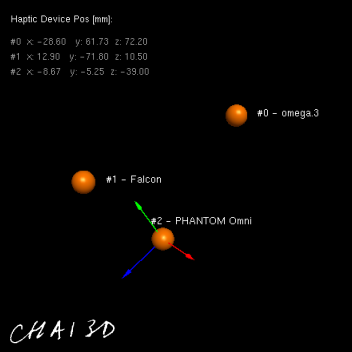 Haptic Device Pos [mm]:
#0 x: -28.60 y: 61.73 z: 72.20
#1 x: 12.90 y: -71.80 z: 10.50
#2 x: -8.67 y: -5.25 z: -39.00
#0 - omega.3
#1 - Falcon
#2 - PHANTOM Omni
CHAI 3D